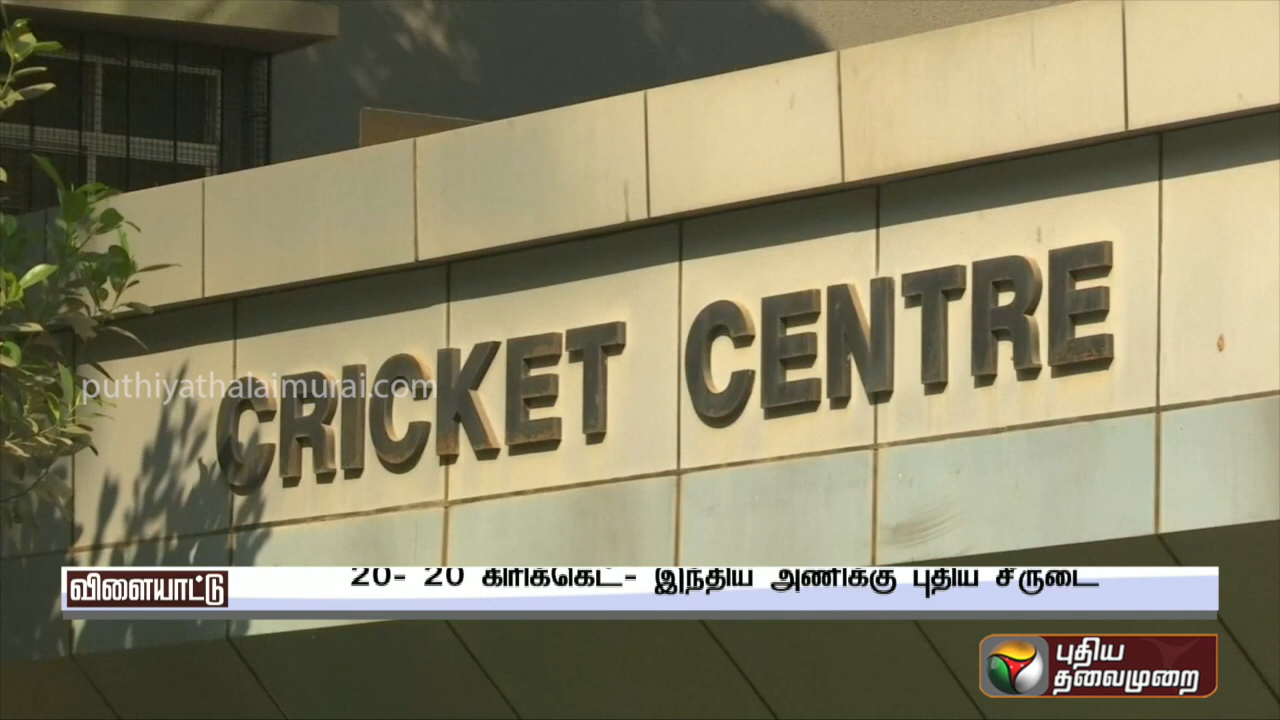 CRICKET CENTRE
puthiyathalaimurai.com
விளையாட்டு
20- 20 கிரிக்கெட்- இந்திய அணிக்கு புதிய சீருடை
புதிய
தலைமுறை